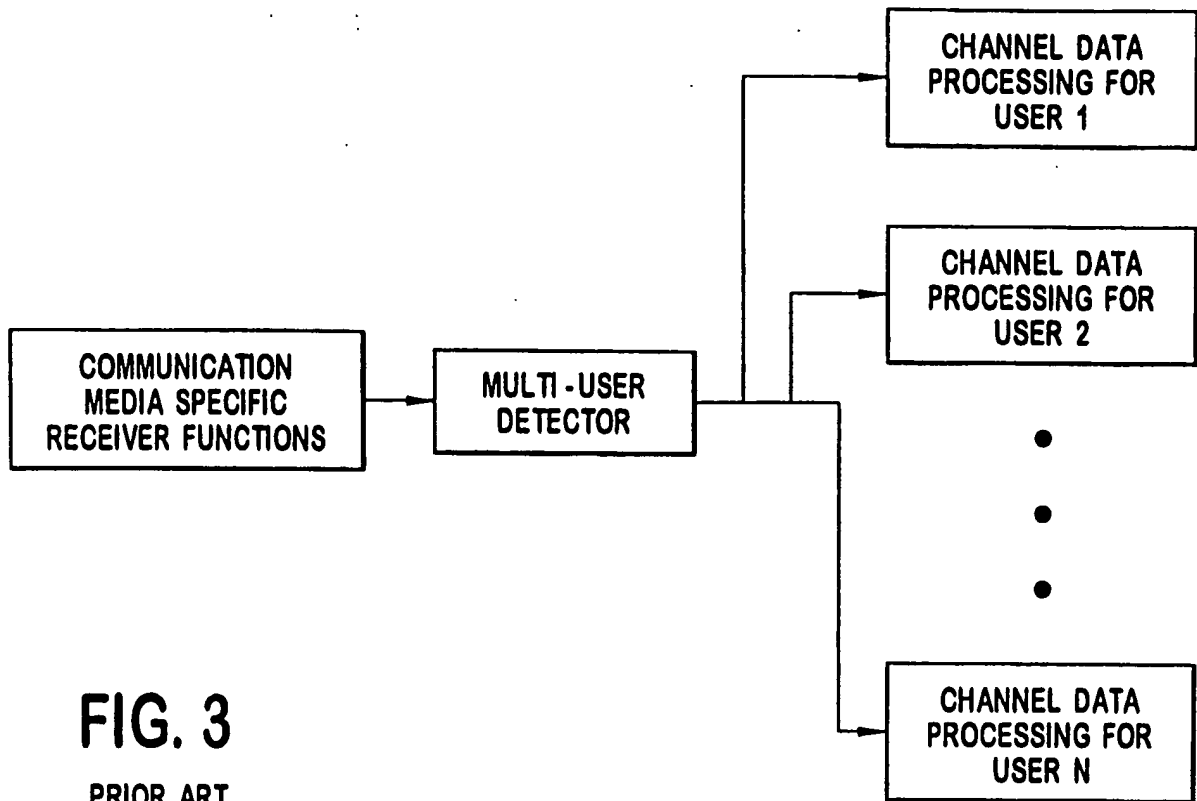 CHANNEL DATA
PROCESSING FOR
USER 1
CHANNEL DATA
PROCESSING FOR
USER 2
COMMUNICATION
MEDIA SPECIFIC
RECEIVER FUNCTIONS
MULTI-USER
DETECTOR
CHANNEL DATA
PROCESSING FOR
USER N
FIG. 3
PRIOR ART